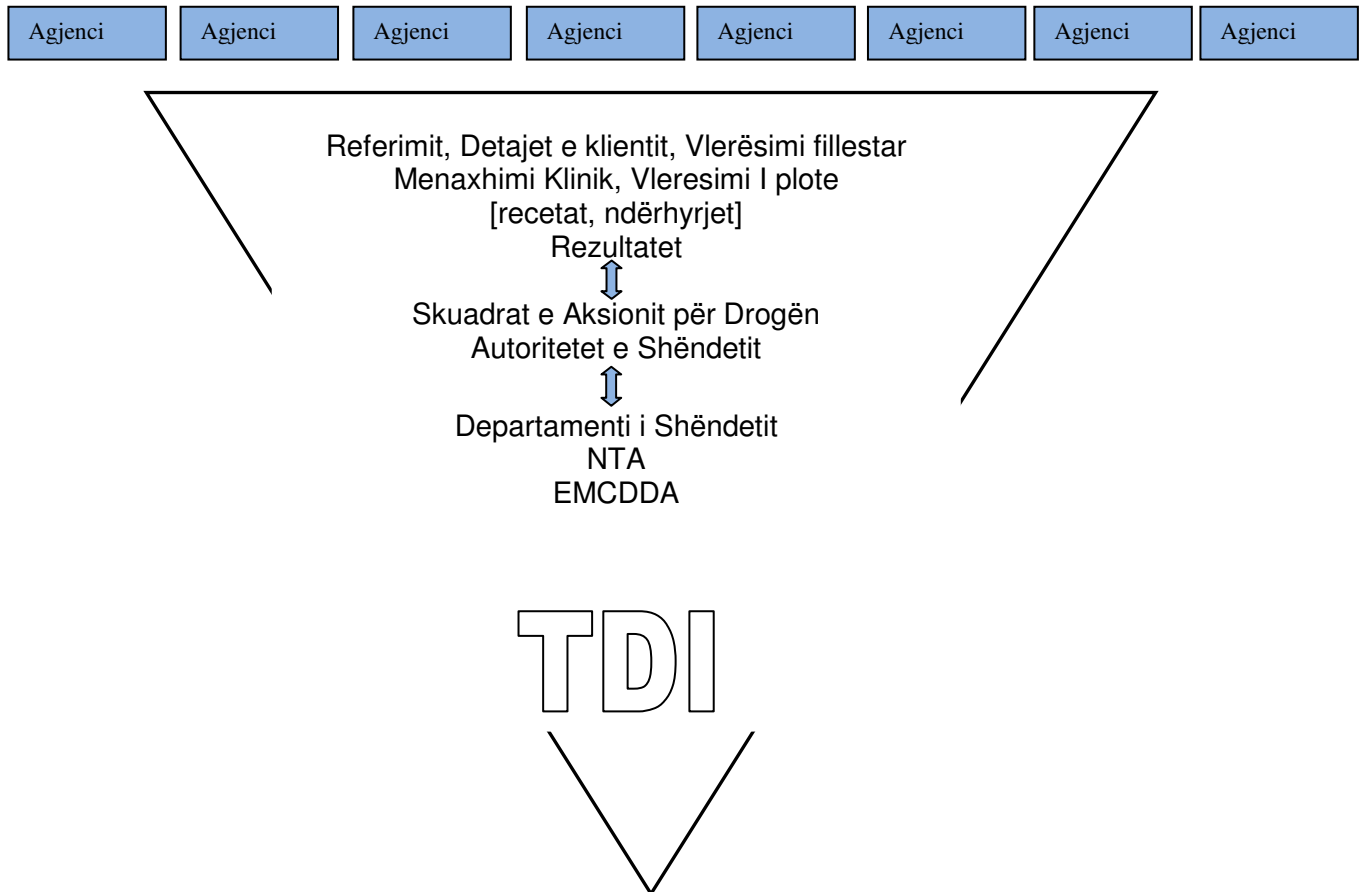 Agjenci Agjenci Agjenci Agjenci Agjenci Agjenci Agjenci Agjenci
Referimit, Detajet e klientit, Vlerësimi fillestar
Menaxhimi Klinik, Vleresimi I plote
[recetat, ndërhyrjet]
Rezultatet
Skuadrat e Aksionit për Drogën
Autoritetet e Shëndetit
Departamenti i Shëndetit
NTA
EMCDDA
TDI